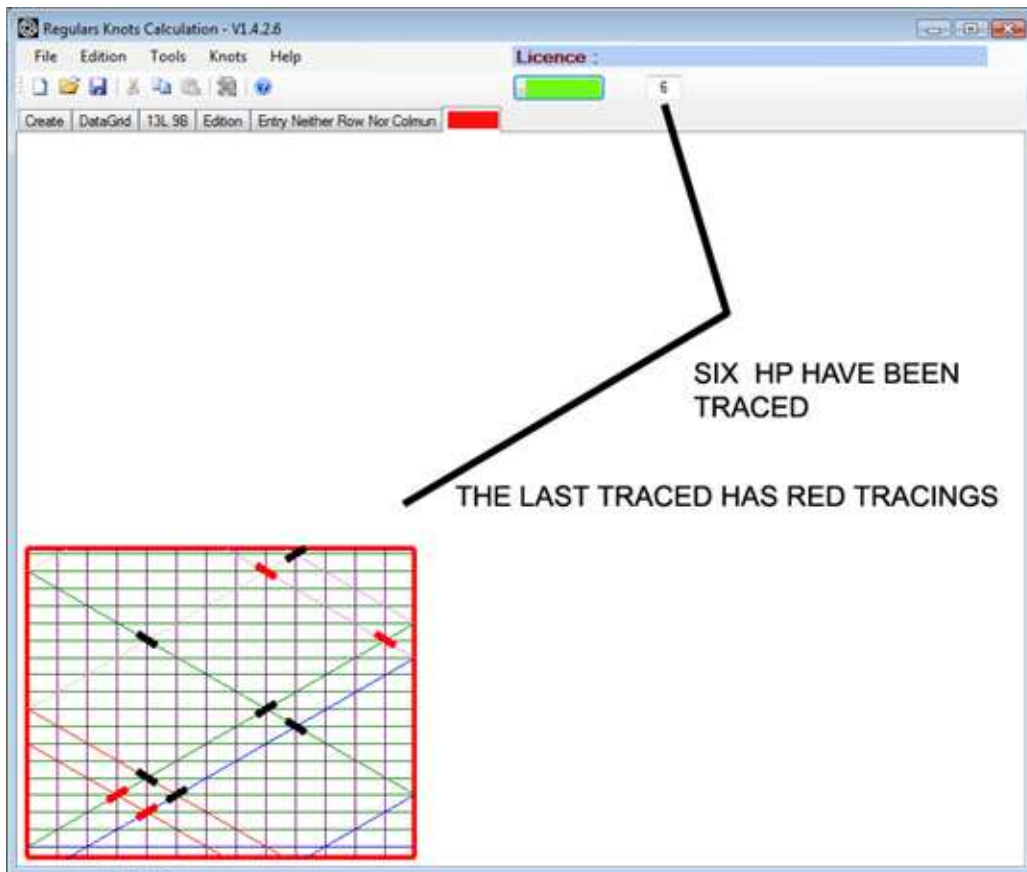 Regulars Knots Calculation - V1.4.2.6
File Edition Tools Knots Help
Licence :
6
Create DataGrid 13L 9B Edition Entry Neither Row Nor Colmun
SIX HP HAVE BEEN
TRACED
THE LAST TRACED HAS RED TRACINGS